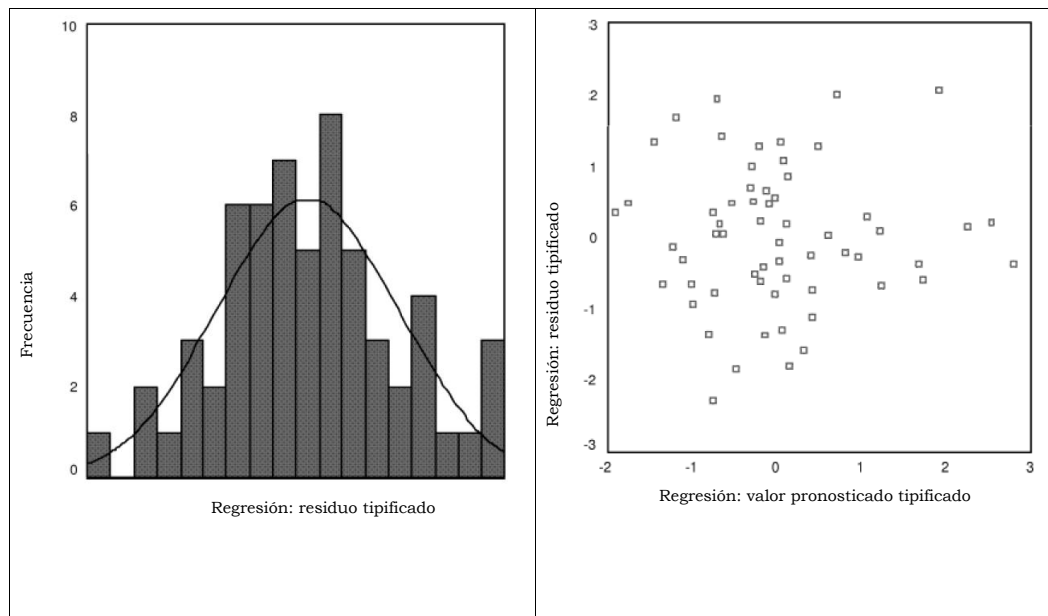 10
8
6
4
2
0
Frecuencia
Regresión: residuo tipificado
3
2
1
0
-1
-2
-3
Regresión: residuo tipificado
-2 -1 0 1 2 3
Regresión: valor pronosticado tipificado